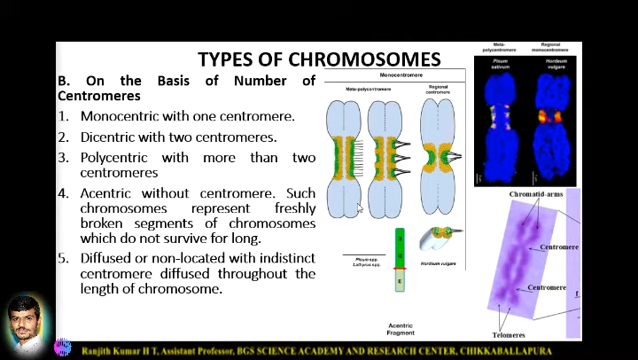 TYPES OF CHROMOSOMES
B. On the Basis of Number of
Centromeres
1. Monocentric with one centromere.
2. Dicentric with two centromeres.
3. Polycentric with more than two
centromeres
4. Acentric without centromere. Such
chromosomes represent freshly
broken segments of chromosomes
which do not survive for long.
5. Diffused or non-located with indistinct
centromere diffused throughout the
length of chromosome.
Monocentromere
Meta-polycentromere
Regional
centromere
Pisum spp.
Lathyrus spp.
Hordeum vulgare
E
Acentric
Fragment
Meta-
polycentromere
Regional
monocentromere
Pisum
sativum
Hordeum
vulgare
Chromatid-arms
Centromere
Centromere
Telomeres
Ranjith Kumar H T, Assistant Professor, BGS SCIENCE ACADEMY AND RESEARCH CENTER, CHIKKABALLAPURA